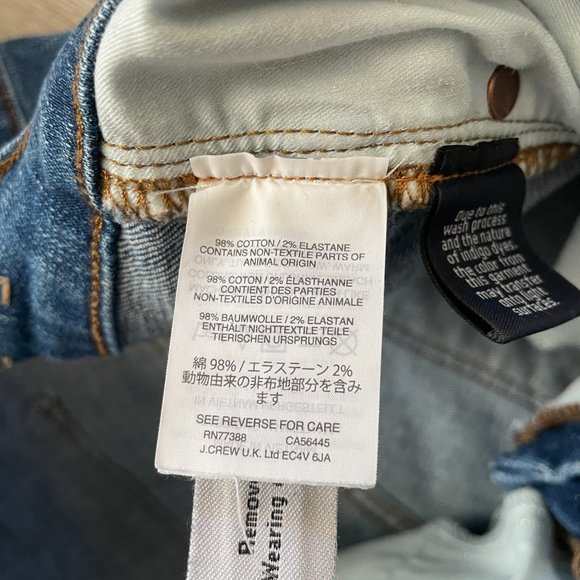 98% COTTON / 2% ELASTANE
CONTAINS NON-TEXTILE PARTS OF
ANIMAL ORIGIN
98% COTON / 2% ÉLASTHANNE
CONTIENT DES PARTIES
NON-TEXTILES D'ORIGINE ANIMALE
98% BAUMWOLLE / 2% ELASTAN
ENTHÄLT NICHTTEXTILE TEILE
TIERISCHEN URSPRUNGS
綿 98% / エラステーン 2%
動物由来の非布地部分を含み
ます
SEE REVERSE FOR CARE
RN77388 CA56445
J.CREW U.K. Ltd EC4V 6JA
Due to this
wash process
and the natura
of indigo dyes,
the color from
this garment
may transfer
onto light
surfaces.
Remove
Wearing